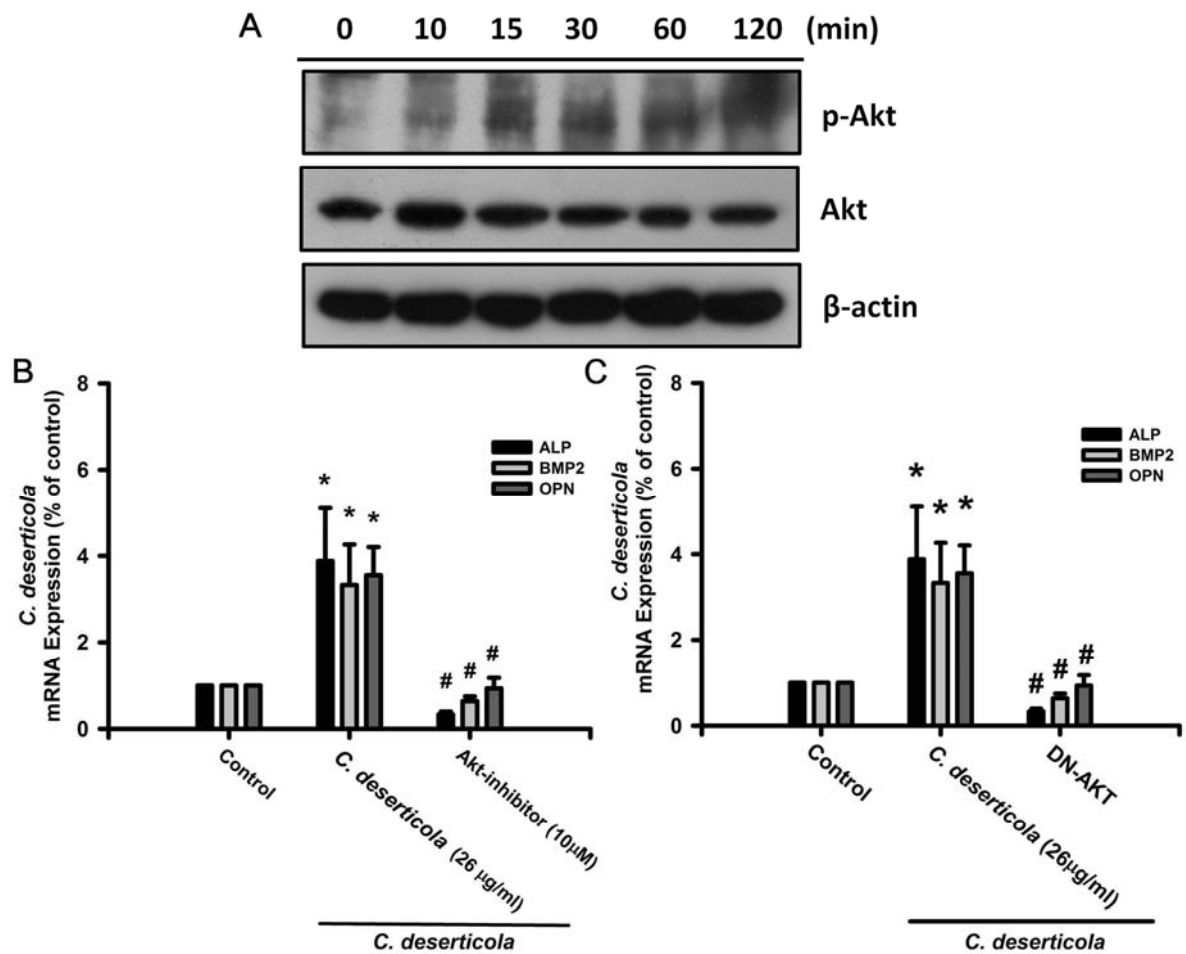 A 0 10 15 30 60 120 (min)
p-Akt
Akt
β-actin
B
C. deserticola
mRNA Expression (% of control)
8
6
4
2
0
ALP
BMP2
OPN
*
*
*
#
#
#
Control
C. deserticola (26 μg/ml)
Akt-inhibitor (10μM)
C. deserticola
C
C. deserticola
mRNA Expression (% of control)
8
6
4
2
0
ALP
BMP2
OPN
*
*
*
#
#
#
Control
C. deserticola (26μg/ml)
DN-AKT
C. deserticola